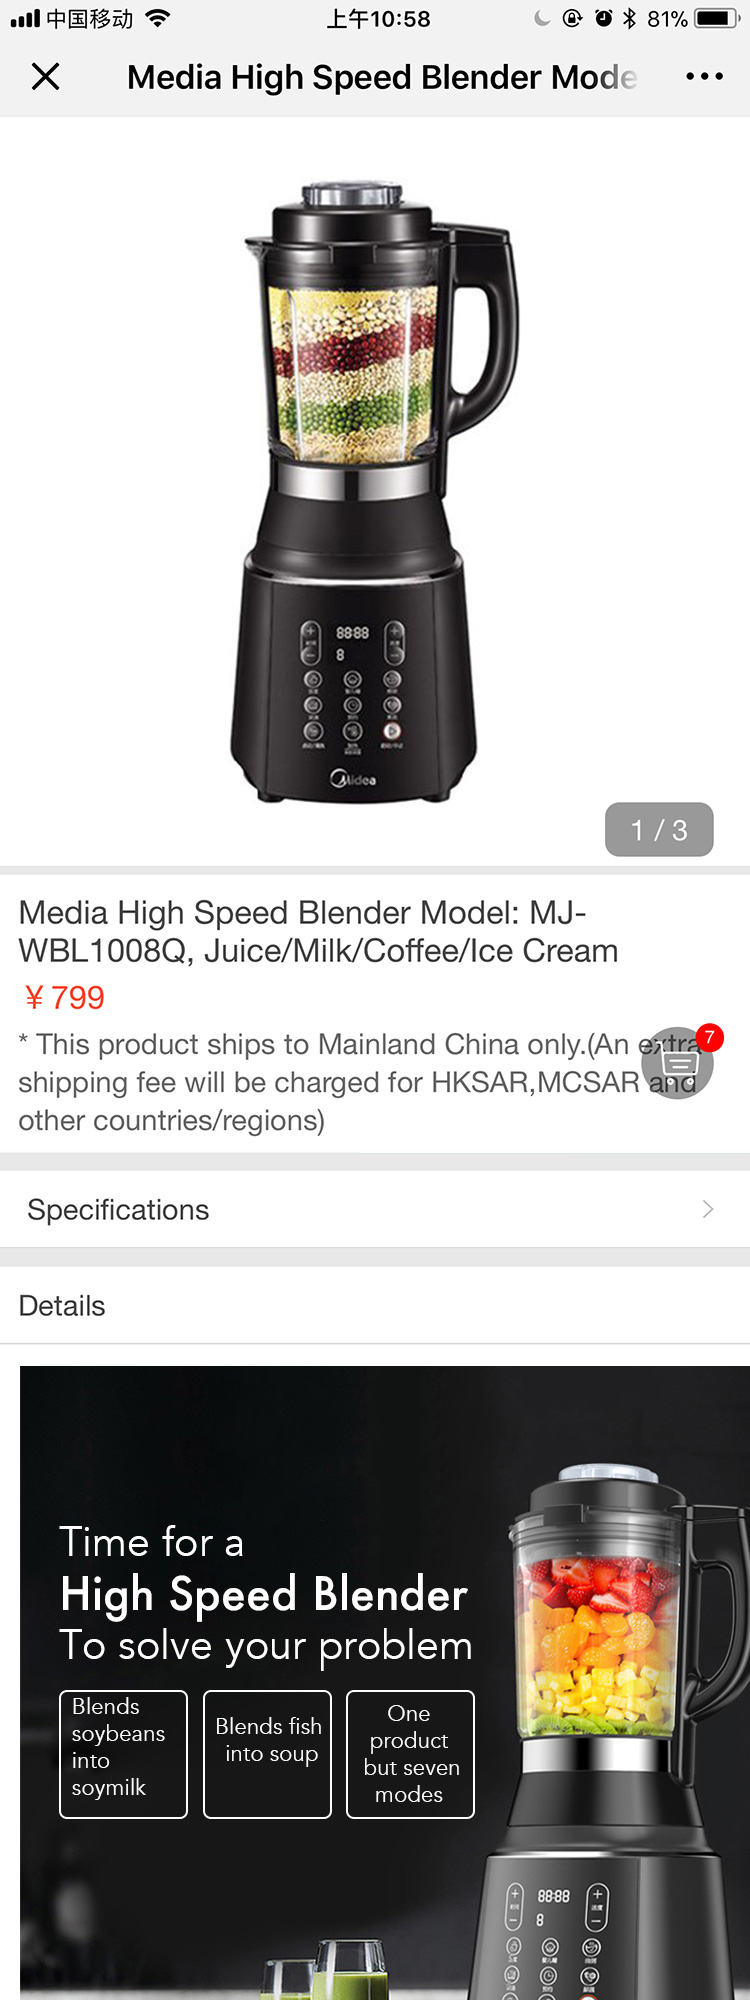 中国移动
上午10:58
81%
Media High Speed Blender Mode
88:88
8
Midea
1 / 3
Media High Speed Blender Model: MJ-
WBL1008Q, Juice/Milk/Coffee/Ice Cream
¥ 799
* This product ships to Mainland China only.(An extra
shipping fee will be charged for HKSAR,MCSAR and
other countries/regions)
7
Specifications
Details
Time for a
High Speed Blender
To solve your problem
Blends
soybeans
into
soymilk
Blends fish
into soup
One
product
but seven
modes
88:88
8